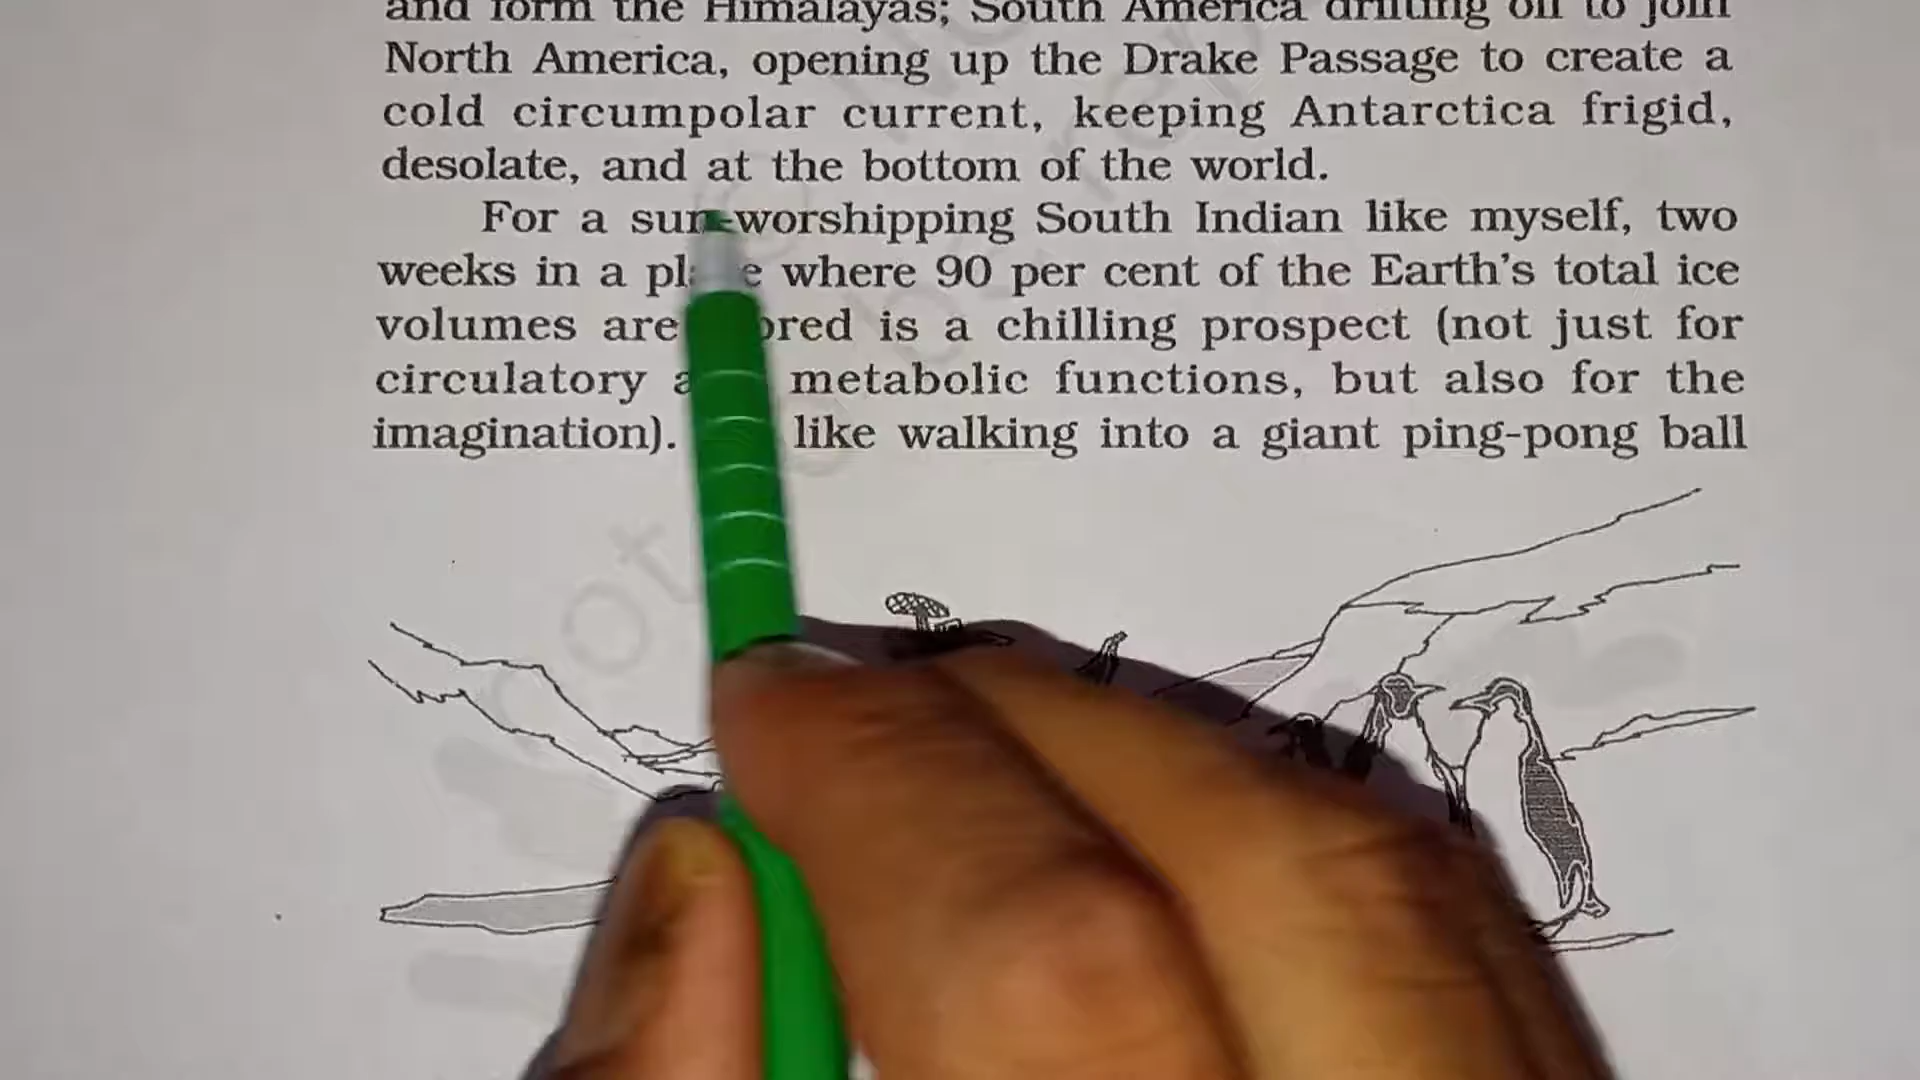 and form the Himalayas; South America drifting off to join
North America, opening up the Drake Passage to create a
cold circumpolar current, keeping Antarctica frigid,
desolate, and at the bottom of the world.
For a sun-worshipping South Indian like myself, two
weeks in a place where 90 per cent of the Earth's total ice
volumes are stored is a chilling prospect (not just for
circulatory and metabolic functions, but also for the
imagination). like walking into a giant ping-pong ball
not